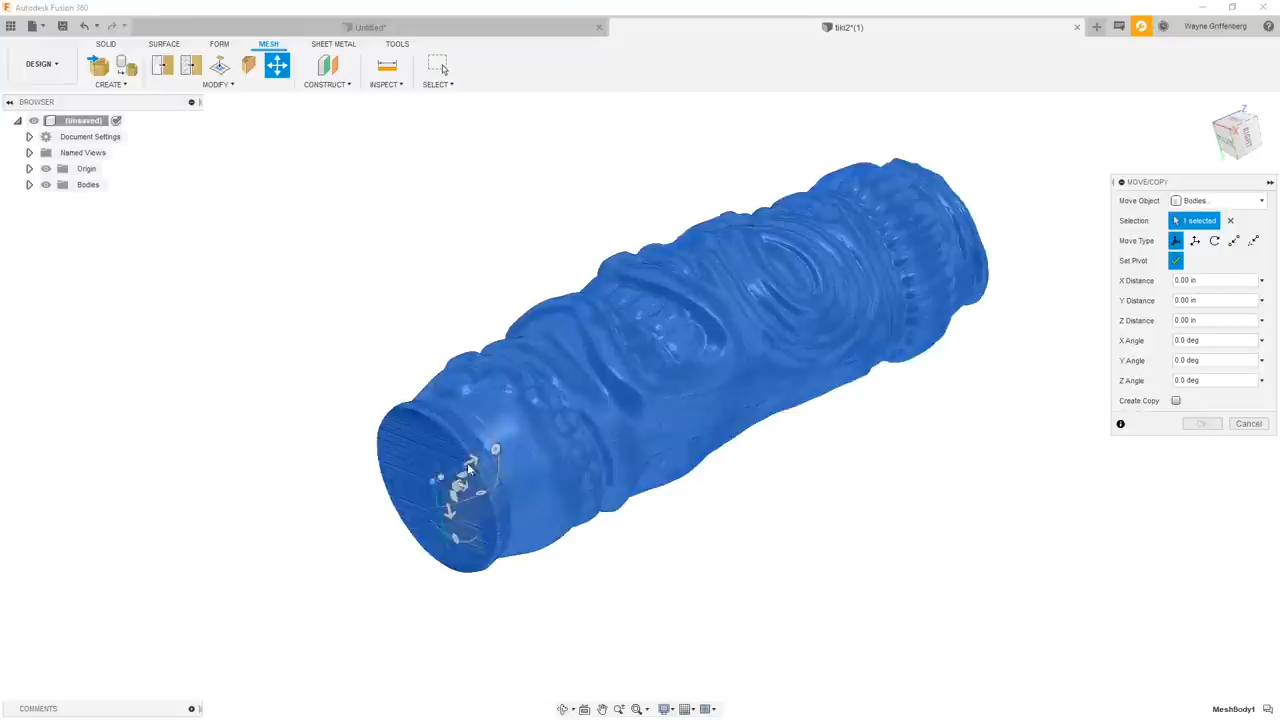 Autodesk Fusion 360
Untitled*
tiki2*(1)
Wayne Griffenberg
DESIGN
SOLID
SURFACE
FORM
MESH
SHEET METAL
TOOLS
CREATE
MODIFY
CONSTRUCT
INSPECT
SELECT
BROWSER
(Unsaved)
Document Settings
Named Views
Origin
Bodies
Z
X
RIGHT
MOVE/COPY
Move Object Bodies..
Selection 1 selected
Move Type
Set Pivot
X Distance 0.00 in
Y Distance 0.00 in
Z Distance 0.00 in
X Angle 0.0 deg
Y Angle 0.0 deg
Z Angle 0.0 deg
Create Copy
OK Cancel
COMMENTS
MeshBody1